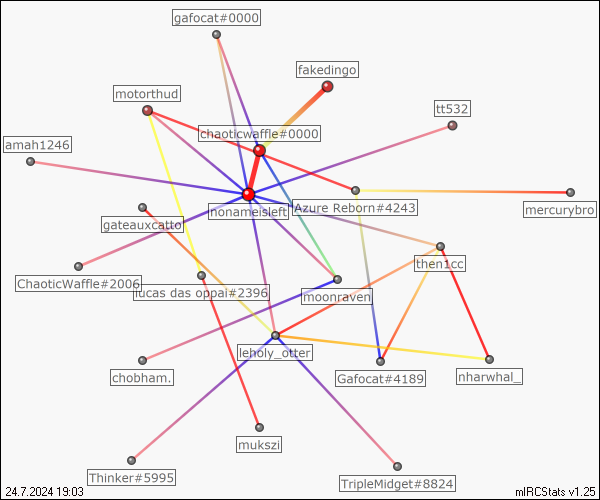 gafocat#0000
fakedingo
motorthud
tt532
chaoticwaffle#0000
amah1246
nonameisleft
Azure Reborn#4243
mercurybro
gateauxcatto
then1cc
ChaoticWaffle#2006
lucas das oppai#2396
moonraven
leholy_otter
chobham.
Gafocat#4189
nharwhal_
mukszi
Thinker#5995
TripleMidget#8824
24.7.2024 19:03
mIRCStats v1.25